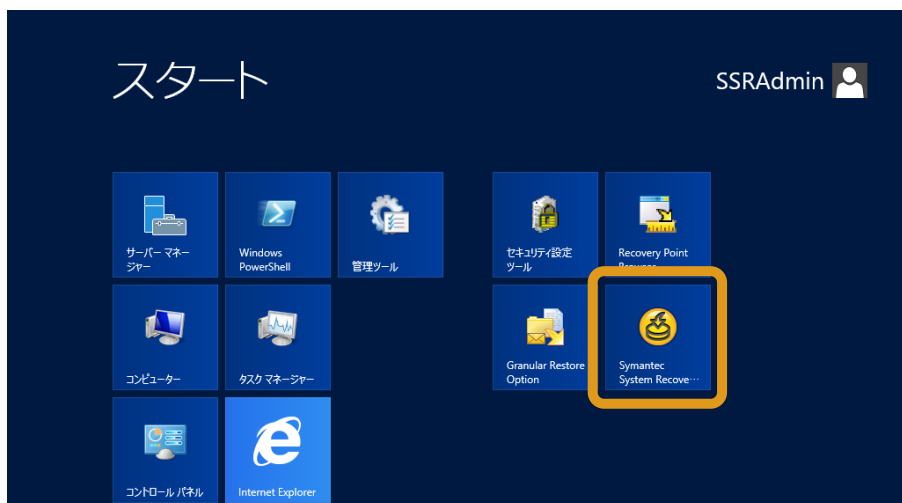 スタート
SSRAdmin
サーバー マネー
ジャー
Windows
PowerShell
管理ツール
セキュリティ設定
ツール
Recovery Point
コンピューター
タスク マネージャー
Granular Restore
Option
Symantec
System Recove…
コントロール パネル
Internet Explorer